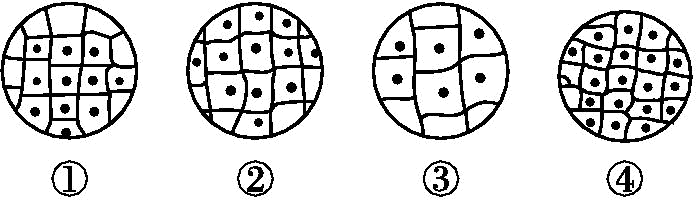 ① ② ③ ④